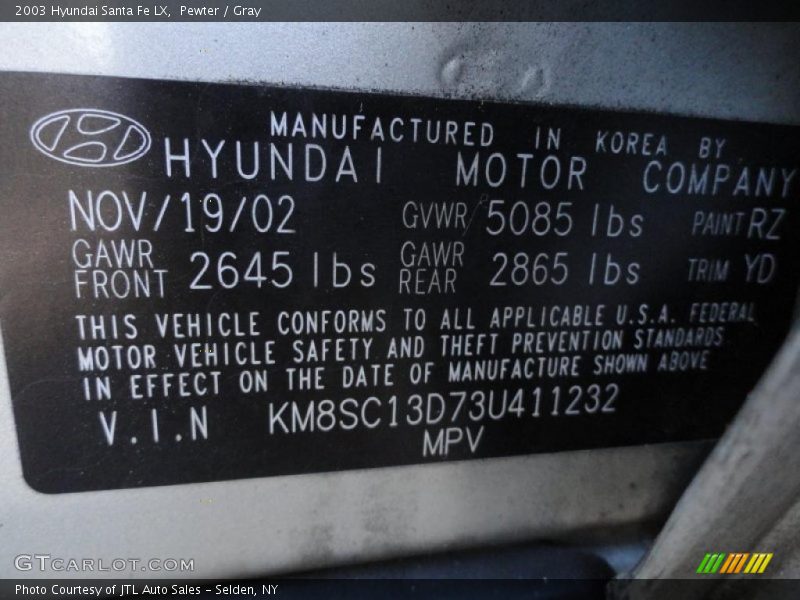 2003 Hyundai Santa Fe LX, Pewter / Gray
MANUFACTURED IN KOREA BY
HYUNDAI MOTOR COMPANY
NOV/19/02 GVWR 5085 lbs PAINT RZ
GAWR FRONT 2645 lbs GAWR REAR 2865 lbs TRIM YD
THIS VEHICLE CONFORMS TO ALL APPLICABLE U.S.A. FEDERAL
MOTOR VEHICLE SAFETY AND THEFT PREVENTION STANDARDS
IN EFFECT ON THE DATE OF MANUFACTURE SHOWN ABOVE
V.I.N KM8SC13D73U411232
MPV
GTCARLOT.COM
Photo Courtesy of JTL Auto Sales - Selden, NY